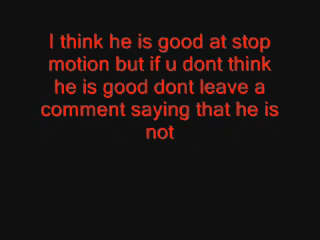 I think he is good at stop
motion but if u dont think
he is good dont leave a
comment saying that he is
not